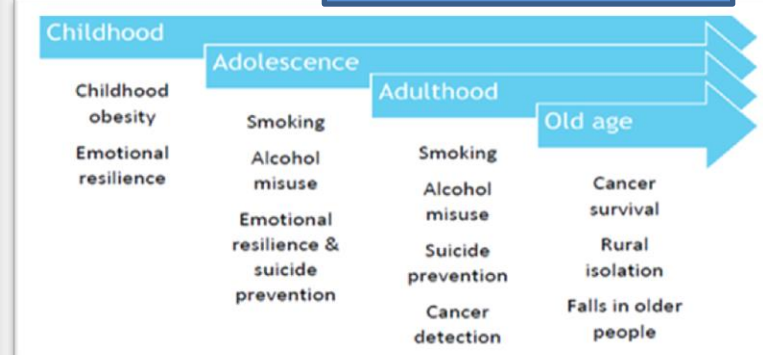 Childhood
Childhood
obesity
Emotional
resilience
Adolescence
Smoking
Alcohol
misuse
Emotional
resilience &
suicide
prevention
Adulthood
Smoking
Alcohol
misuse
Suicide
prevention
Cancer
detection
Old age
Cancer
survival
Rural
isolation
Falls in older
people